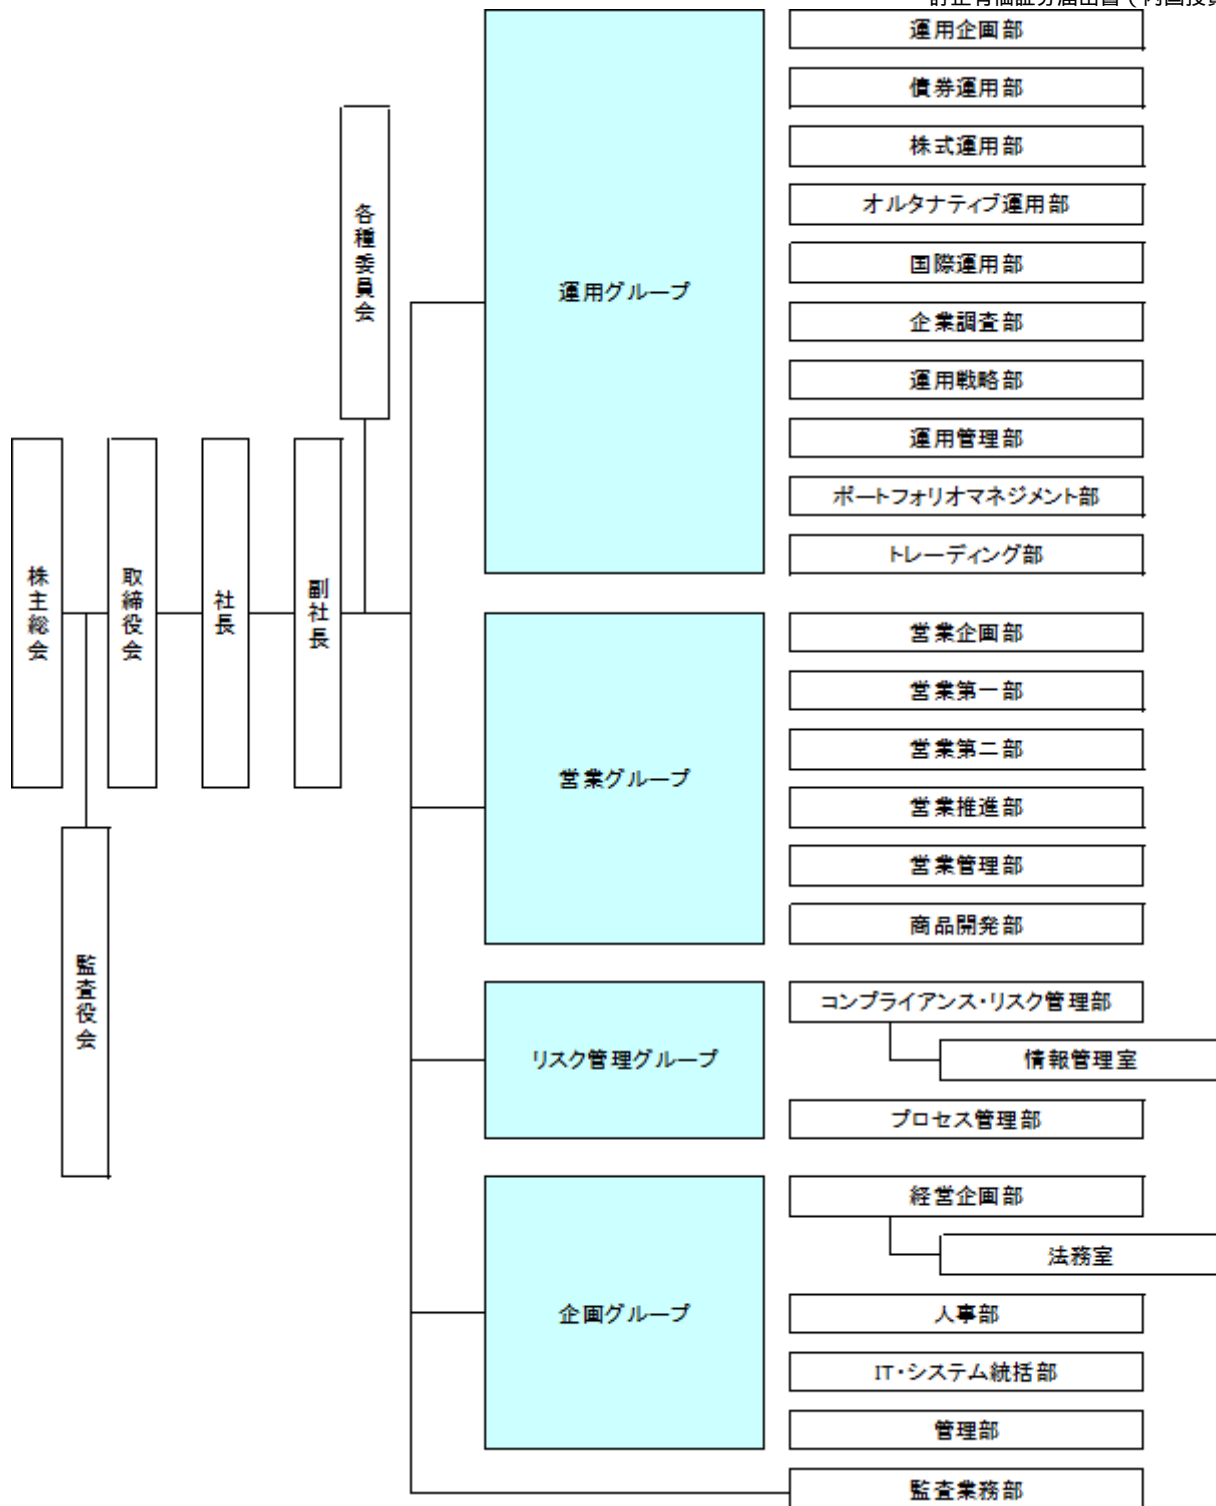 株主総会
監査役会
取締役会
社長
副社長
各種委員会
運用グループ
運用企画部
債券運用部
株式運用部
オルタナティブ運用部
国際運用部
企業調査部
運用戦略部
運用管理部
ポートフォリオマネジメント部
トレーディング部
営業グループ
営業企画部
営業第一部
営業第二部
営業推進部
営業管理部
商品開発部
リスク管理グループ
コンプライアンス・リスク管理部
情報管理室
プロセス管理部
企画グループ
経営企画部
法務室
人事部
IT・システム統括部
管理部
監査業務部